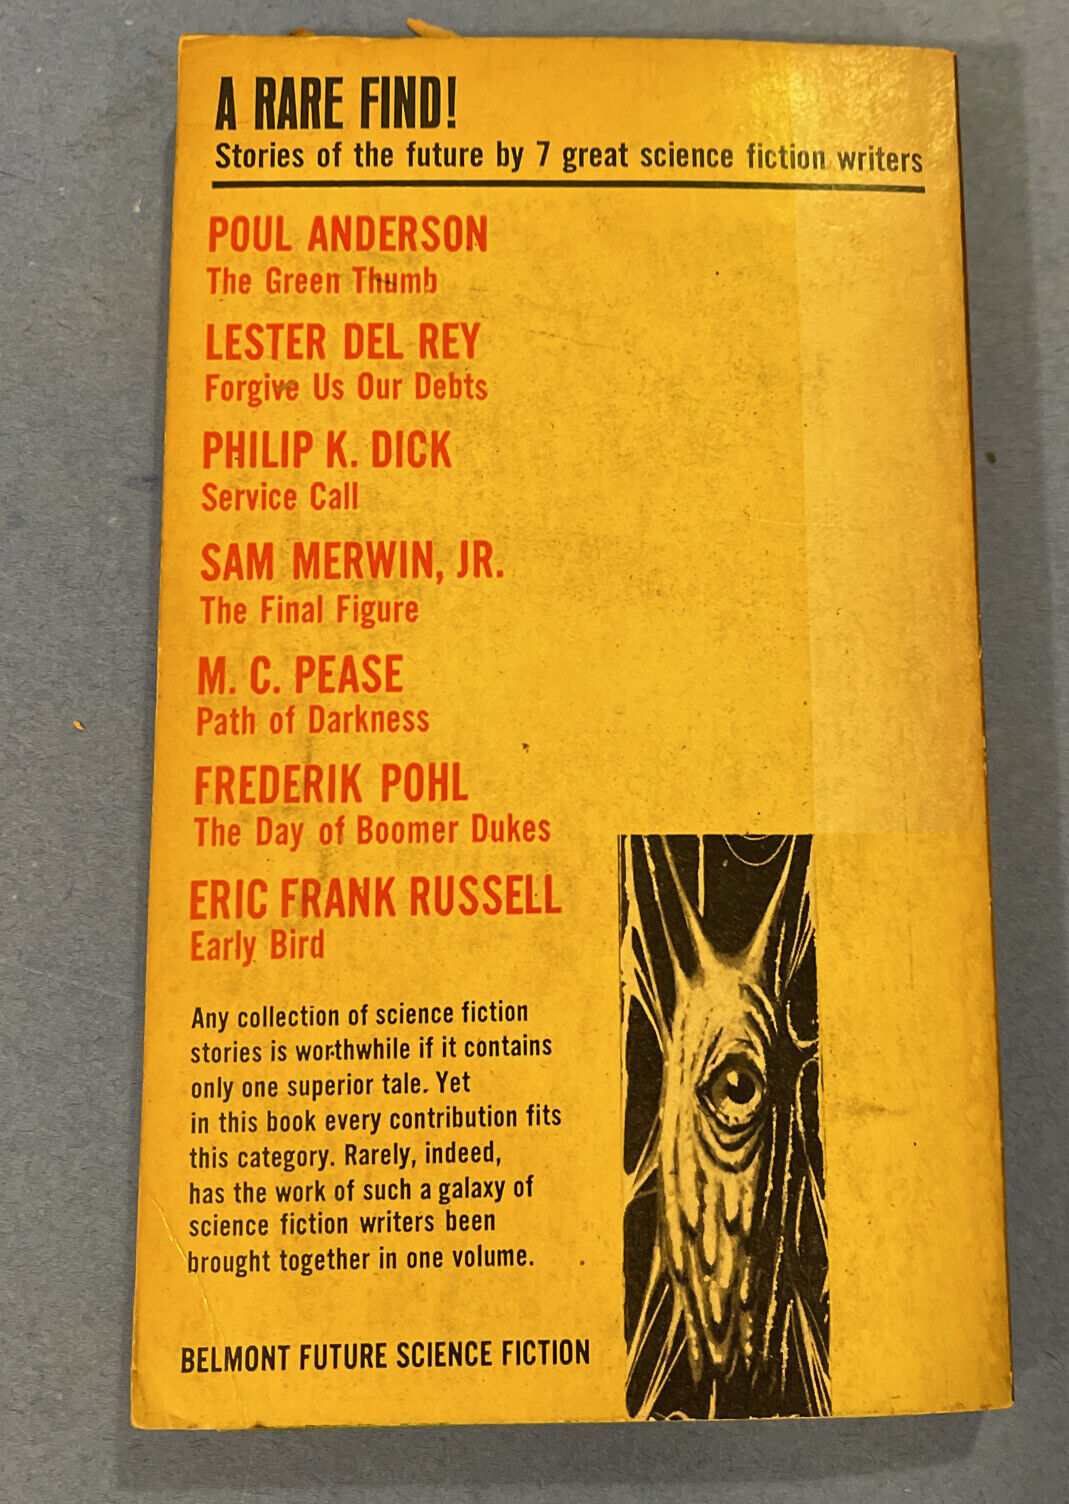 A RARE FIND!
Stories of the future by 7 great science fiction writers
POUL ANDERSON
The Green Thumb
LESTER DEL REY
Forgive Us Our Debts
PHILIP K. DICK
Service Call
SAM MERWIN, JR.
The Final Figure
M. C. PEASE
Path of Darkness
FREDERIK POHL
The Day of Boomer Dukes
ERIC FRANK RUSSELL
Early Bird
Any collection of science fiction
stories is worthwhile if it contains
only one superior tale. Yet
in this book every contribution fits
this category. Rarely, indeed,
has the work of such a galaxy of
science fiction writers been
brought together in one volume.
BELMONT FUTURE SCIENCE FICTION